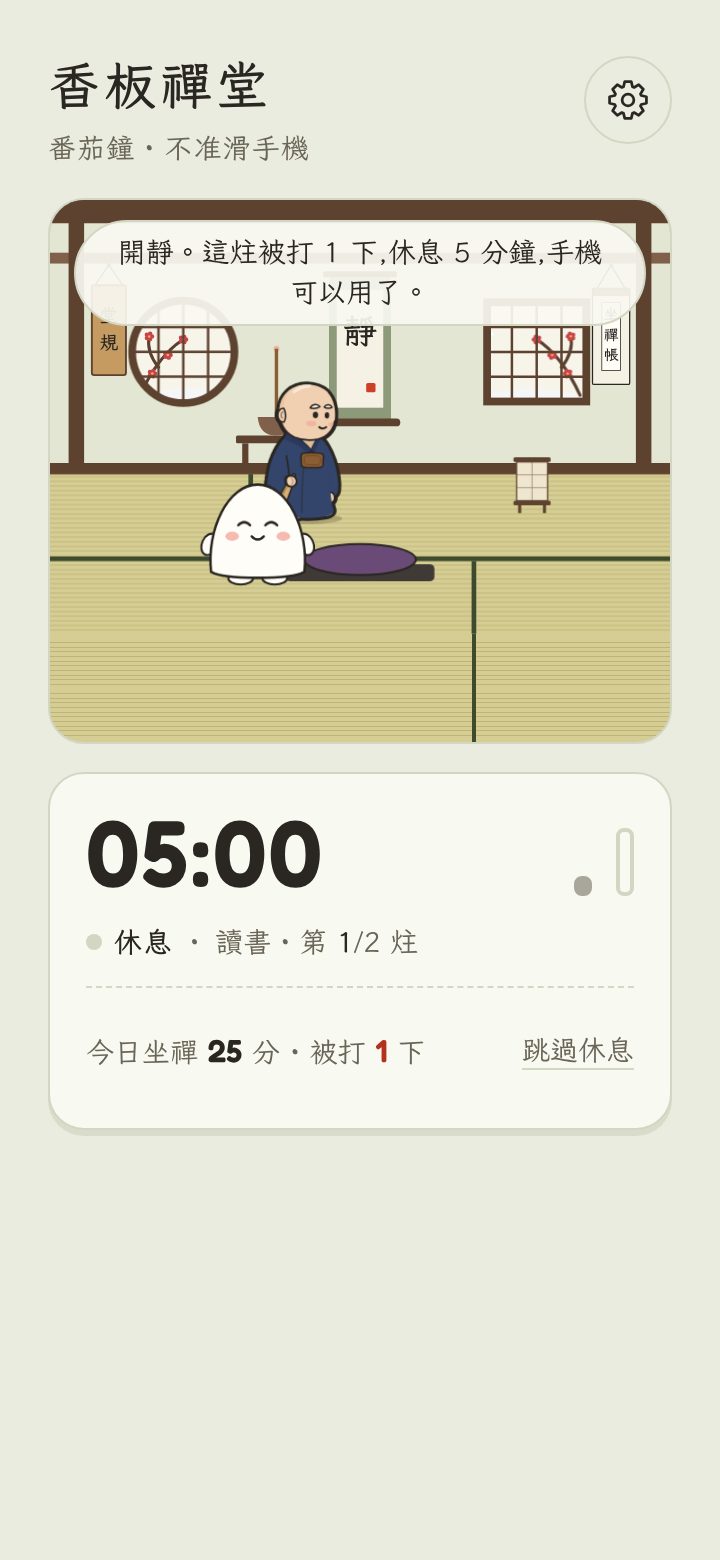 香板禪堂
番茄鐘・不准滑手機
開靜。這炷被打 1 下,休息 5 分鐘,手機
可以用了。
規
靜
禪
帳
05:00
休息 ・ 讀書・第 1/2 炷
今日坐禪 25 分・被打 1 下
跳過休息